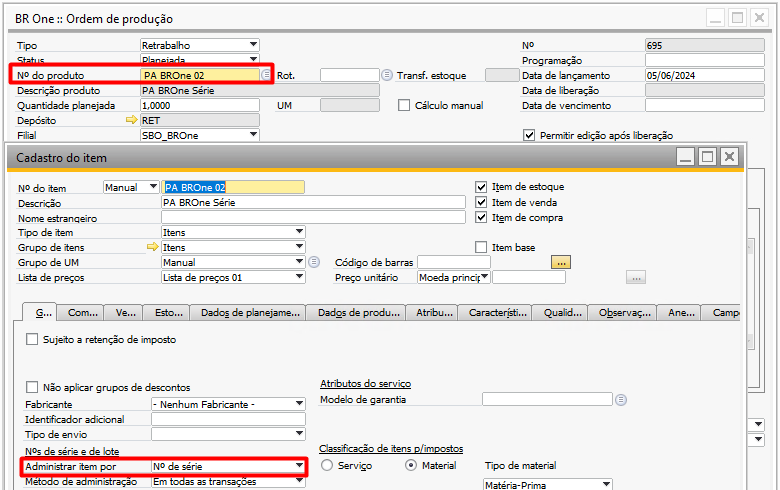 BR One :: Ordem de produção
Tipo Retrabalho Nº 695
Status Planejada Programação
Nº do produto PA BROne 02 Rot. Transf. estoque Data de lançamento 05/06/2024
Descrição produto PA BROne Série Data de liberação
Quantidade planejada 1,0000 UM Cálculo manual Data de vencimento
Depósito RET
Filial SBO_BROne Permitir edição após liberação
Cadastro do item
Nº do item Manual PA BROne 02 Item de estoque
Descrição PA BROne Série Item de venda
Nome estrangeiro Item de compra
Tipo de item Itens
Grupo de itens Itens Item base
Grupo de UM Manual Código de barras ...
Lista de preços Lista de preços 01 Preço unitário Moeda princip ...
G... Com... Ve... Esto... Dados de planejame... Dados de produ... Atribu... Característi... Qualid... Observaç... Ane... Campo
Sujeito a retenção de imposto
Não aplicar grupos de descontos Atributos do serviço
Fabricante - Nenhum Fabricante - Modelo de garantia
Identificador adicional
Tipo de envio
Nºs de série e de lote Classificação de itens p/impostos
Administrar item por Nº de série Serviço Material Tipo de material
Método de administração Em todas as transações Matéria-Prima